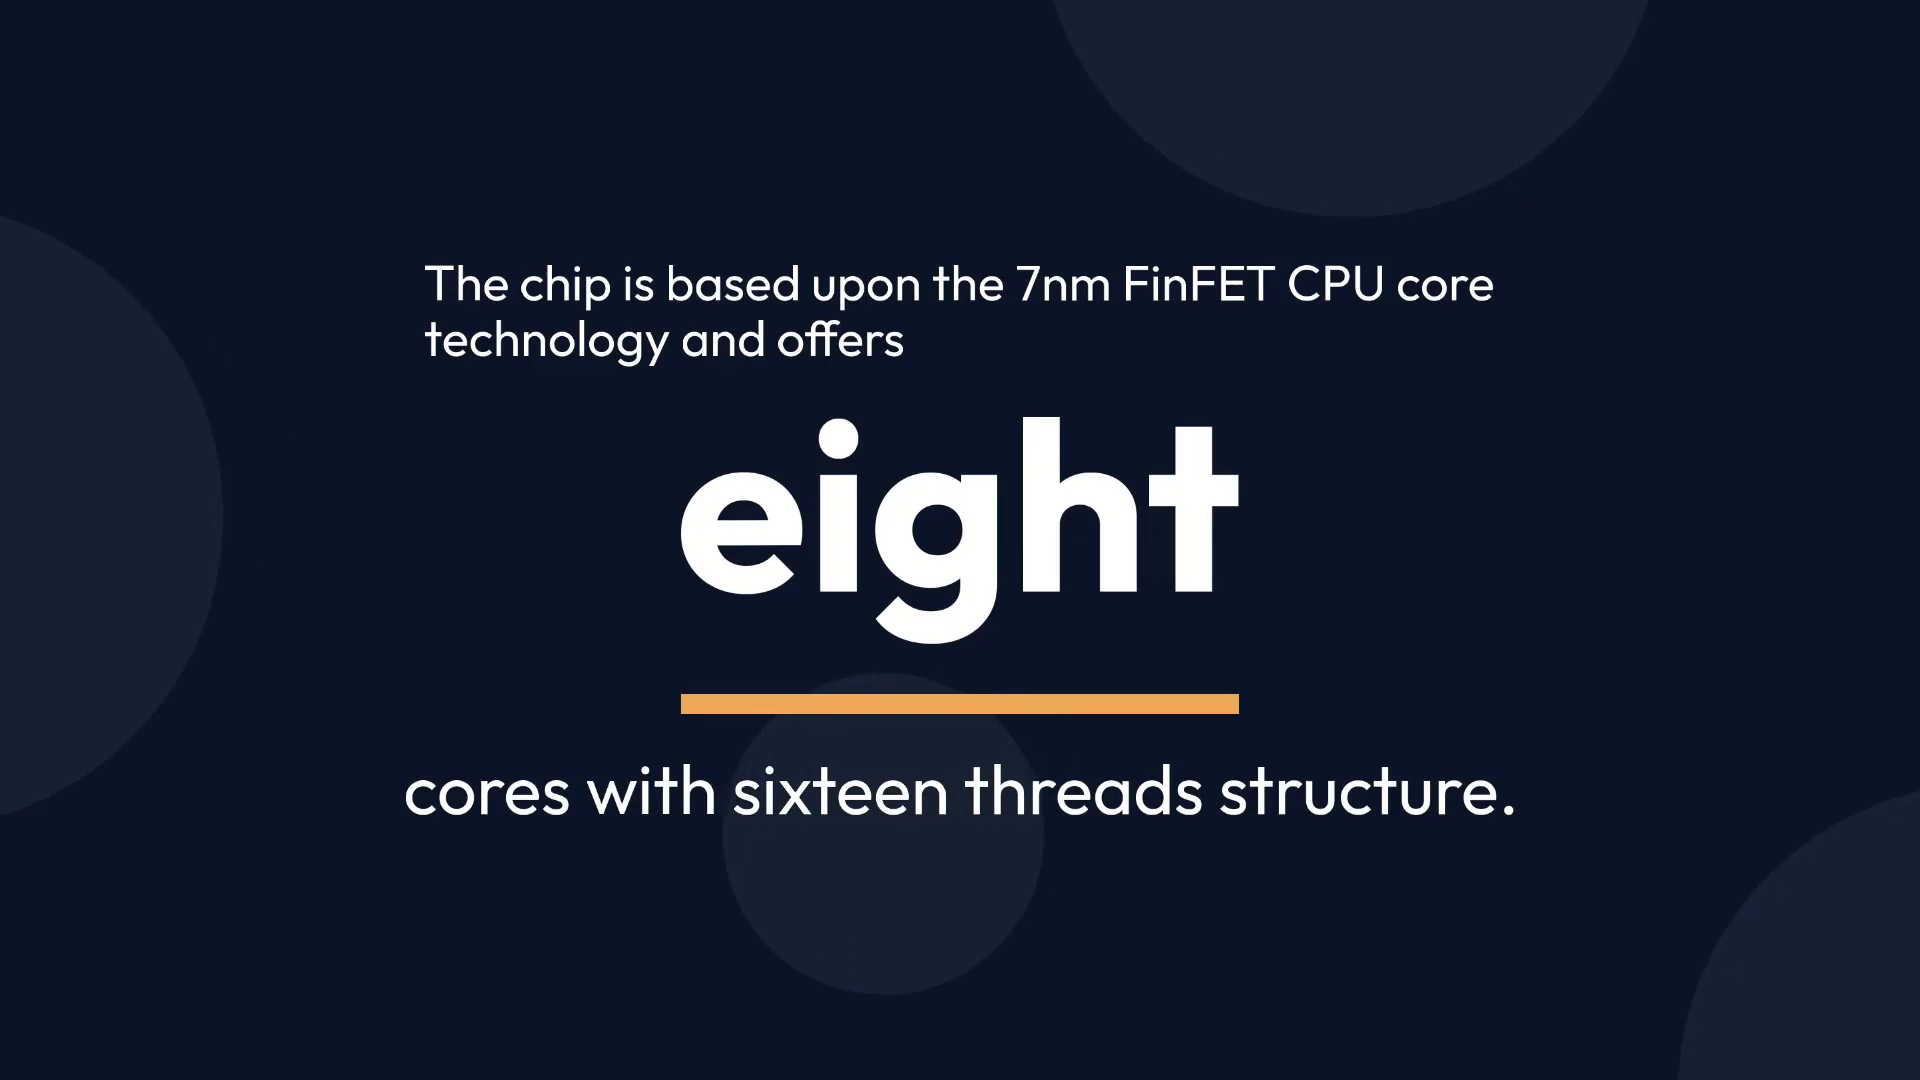 The chip is based upon the 7nm FinFET CPU core
technology and offers
eight
cores with sixteen threads structure.